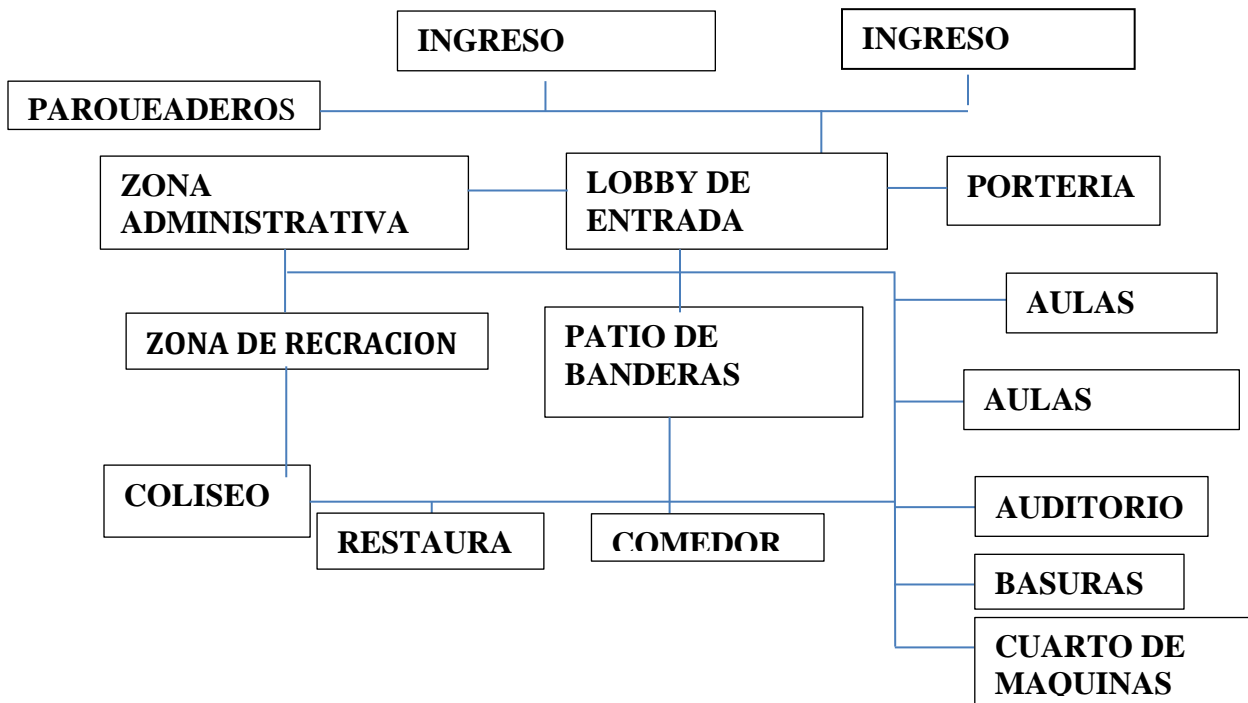 INGRESO
INGRESO
PARQUEADEROS
ZONA
ADMINISTRATIVA
LOBBY DE
ENTRADA
PORTERIA
AULAS
ZONA DE RECRACION
PATIO DE
BANDERAS
AULAS
COLISEO
RESTAURA
COMEDOR
AUDITORIO
BASURAS
CUARTO DE
MAQUINAS